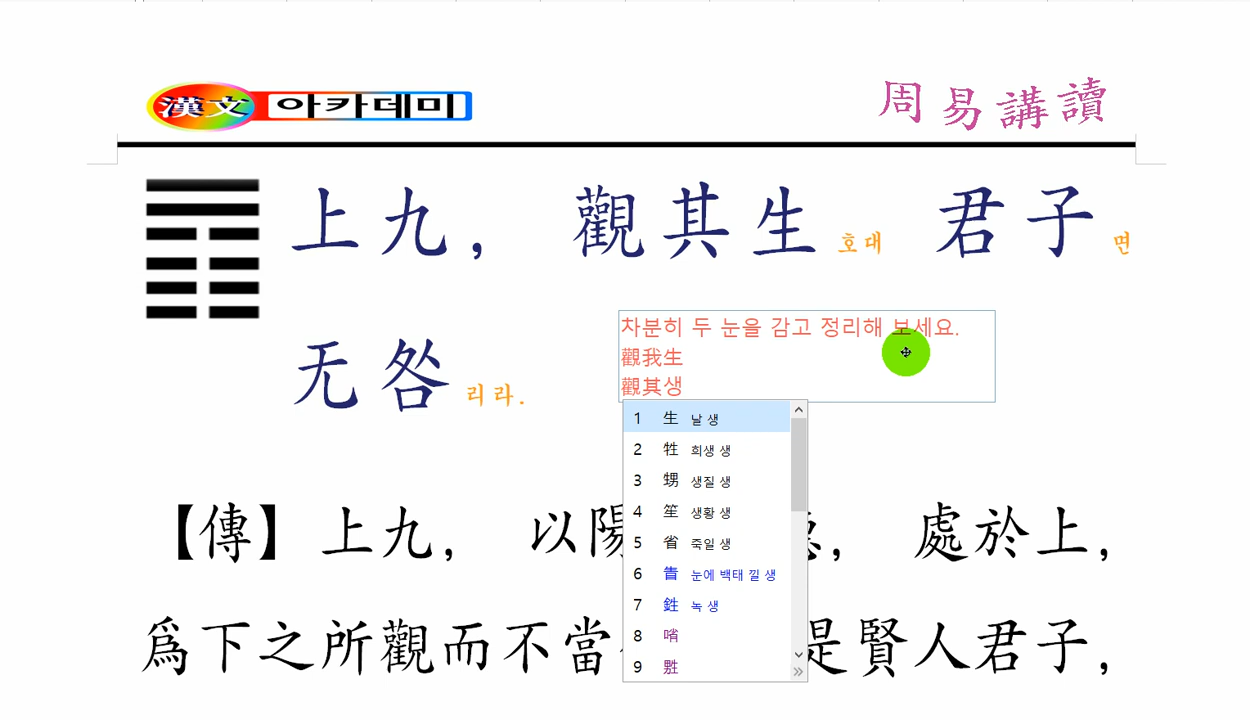 漢文 아카데미
周易講讀
上九, 觀其生 호대 君子 면
无咎 리라.
차분히 두 눈을 감고 정리해 보세요.
觀我生
觀其생
1 生 날 생
2 牲 희생 생
3 甥 생질 생
4 笙 생황 생
5 省 죽일 생
6 眚 눈에 백태 낄 생
7 鉎 녹 생
8  㗂
9 甦
【傳】上九, 以陽 德, 處於上,
爲下之所觀而不當 是賢人君子,